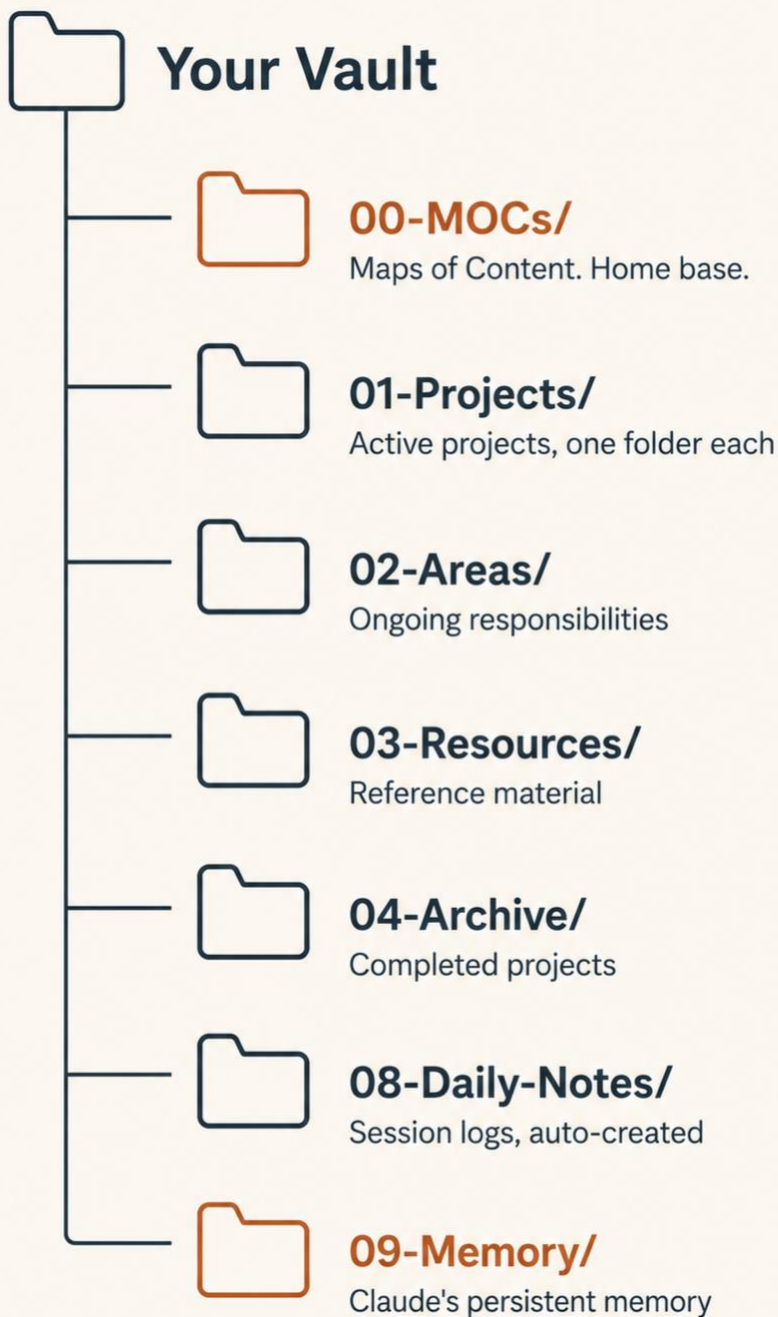 Your Vault
00-MOCs/
Maps of Content. Home base.
01-Projects/
Active projects, one folder each
02-Areas/
Ongoing responsibilities
03-Resources/
Reference material
04-Archive/
Completed projects
08-Daily-Notes/
Session logs, auto-created
09-Memory/
Claude's persistent memory